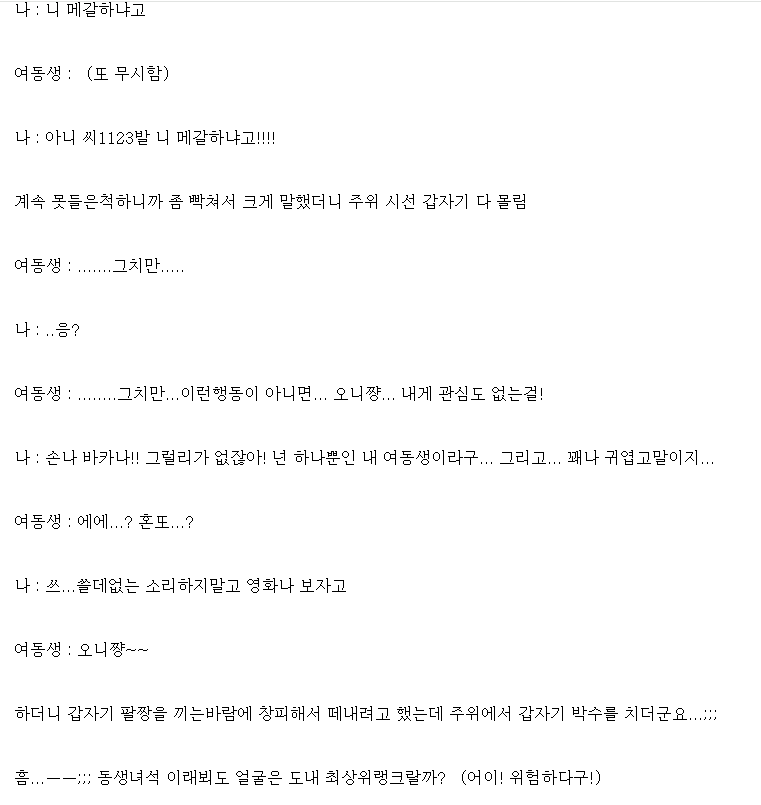 나 : 니 메갈하냐고
여동생 : (또 무시함)
나 : 아니 씨1123발 니 메갈하냐고!!!!
계속 못들은척하니까 좀 빡쳐서 크게 말했더니 주위 시선 갑자기 다 몰림
여동생 : .......그치만.....
나 : ..응?
여동생 : ........그치만...이런행동이 아니면... 오니쨩... 내게 관심도 없는걸!
나 : 손나 바카나!! 그럴리가 없잖아! 넌 하나뿐인 내 여동생이라구... 그리고... 꽤나 귀엽고말이지...
여동생 : 에에...? 혼또...?
나 : 쓰...쓸데없는 소리하지말고 영화나 보자고
여동생 : 오니쨩~~
하더니 갑자기 팔짱을 끼는바람에 창피해서 떼내려고 했는데 주위에서 갑자기 박수를 치더군요...;;;
흠...ㅡㅡ;;; 동생녀석 이래뵈도 얼굴은 도내 최상위랭크랄까? (어이! 위험하다구!)